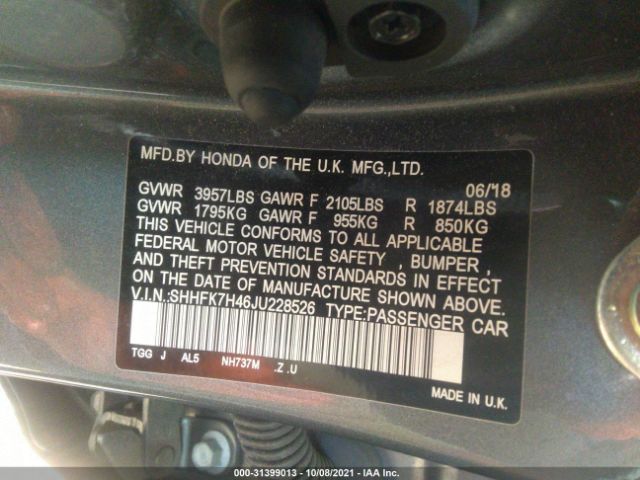 MFD.BY HONDA OF THE U.K. MFG.,LTD.
06/18
GVWR 3957LBS GAWR F 2105LBS R 1874LBS
GVWR 1795KG GAWR F 955KG R 850KG
THIS VEHICLE CONFORMS TO ALL APPLICABLE
FEDERAL MOTOR VEHICLE SAFETY , BUMPER ,
AND THEFT PREVENTION STANDARDS IN EFFECT
ON THE DATE OF MANUFACTURE SHOWN ABOVE.
V.I.N.:SHHFK7H46JU228526 TYPE:PASSENGER CAR
TGG J AL5 NH737M .Z.U
MADE IN U.K.
000-31399013 - 10/08/2021 - IAA Inc.